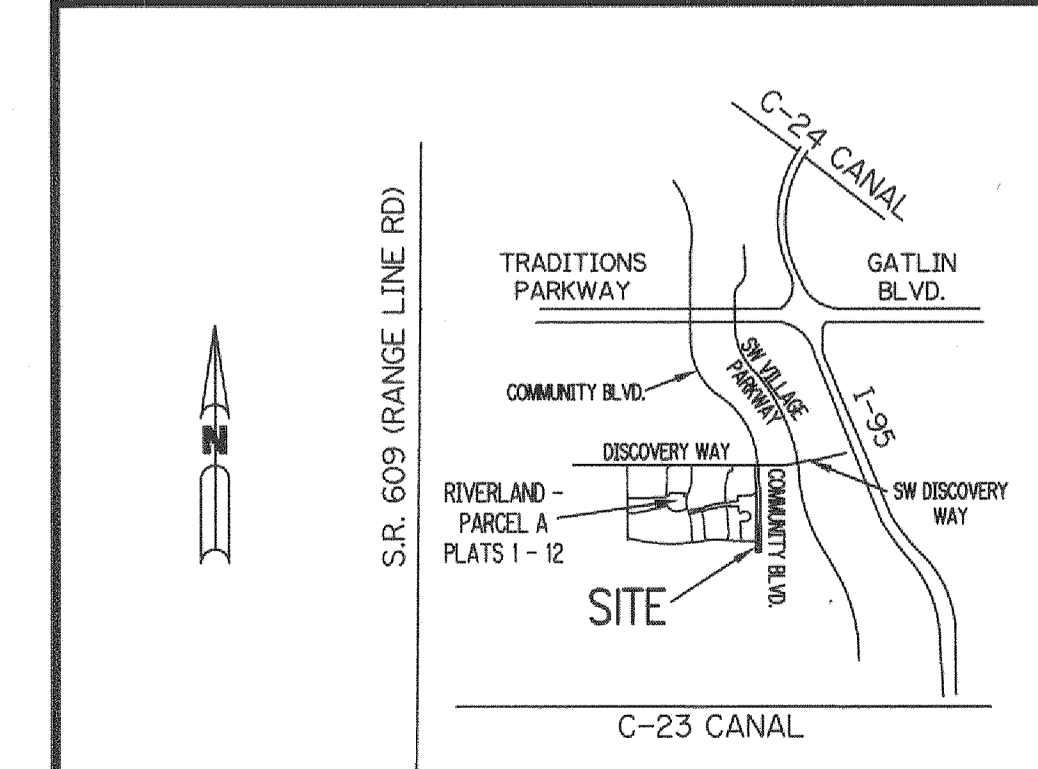 C-24 CANAL
S.R. 609 (RANGE LINE RD)
TRADITIONS
PARKWAY
GATLIN
BLVD.
N
SW VILLAGE
PARKWAY
COMMUNITY BLVD.
I-95
DISCOVERY WAY
RIVERLAND -
PARCEL A
PLATS 1 - 12
COMMUNITY BLVD.
SW DISCOVERY
WAY
SITE
C-23 CANAL